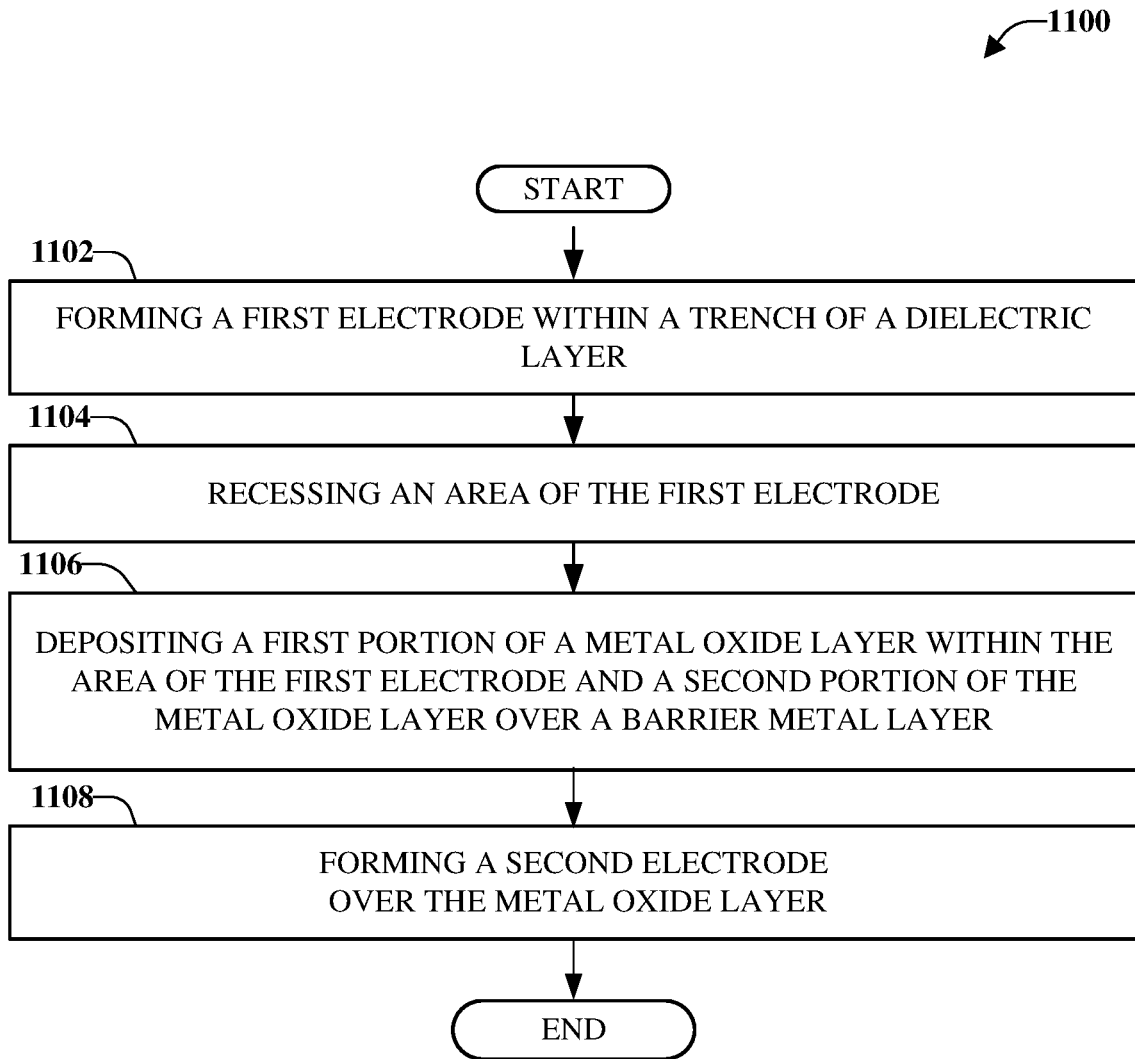 1100
START
1102
FORMING A FIRST ELECTRODE WITHIN A TRENCH OF A DIELECTRIC
LAYER
1104
RECESSING AN AREA OF THE FIRST ELECTRODE
1106
DEPOSITING A FIRST PORTION OF A METAL OXIDE LAYER WITHIN THE
AREA OF THE FIRST ELECTRODE AND A SECOND PORTION OF THE
METAL OXIDE LAYER OVER A BARRIER METAL LAYER
1108
FORMING A SECOND ELECTRODE
OVER THE METAL OXIDE LAYER
END